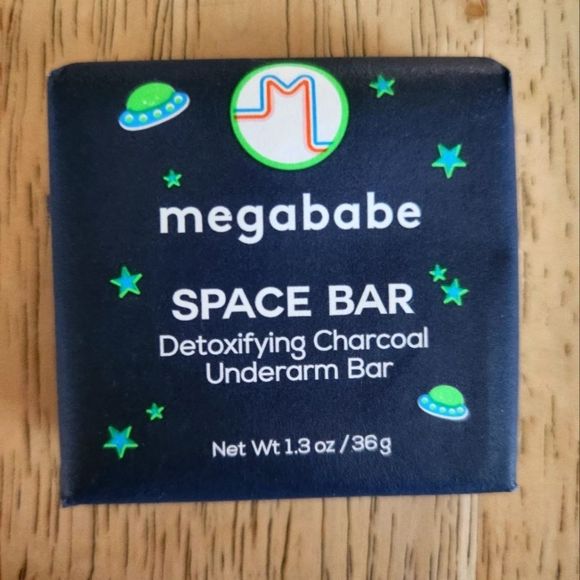 M
megababe
SPACE BAR
Detoxifying Charcoal
Underarm Bar
Net Wt 1.3 oz / 36 g